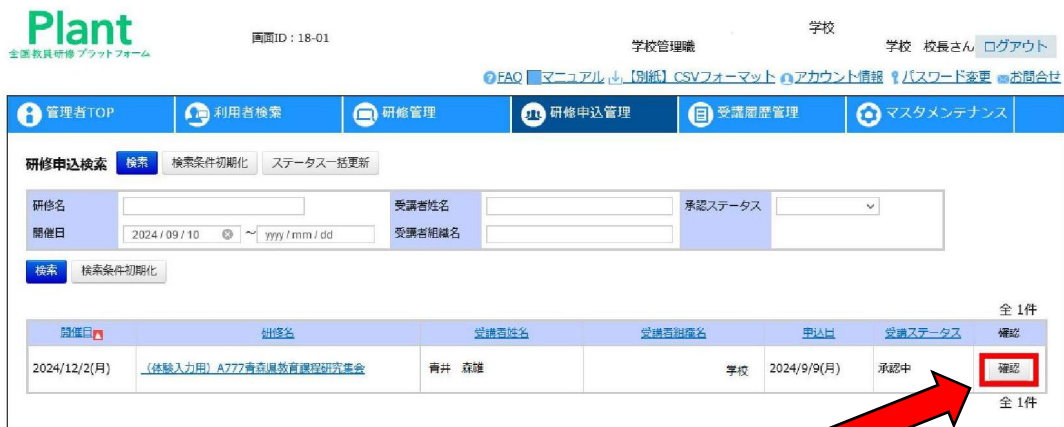 Plant
全国教員研修プラットフォーム
画面ID：18-01
学校
学校管理職
学校 校長さん ログアウト
FAQ マニュアル 【別紙】CSVフォーマット アカウント情報 パスワード変更 お問合せ
管理者TOP 利用者検索 研修管理 研修申込管理 受講履歴管理 マスタメンテナンス
研修申込検索 検索 検索条件初期化 ステータス一括更新
研修名 受講者姓名 承認ステータス
開催日 2024/09/10 ～ yyyy/mm/dd 受講者組織名
検索 検索条件初期化
全 1件
開催日 研修名 受講者姓名 受講者組織名 申込日 受講ステータス 確認
2024/12/2(月) （体験入力用）A777青森県教育課程研究集会 青井 森雄 学校 2024/9/9(月) 承認中 確認
全 1件